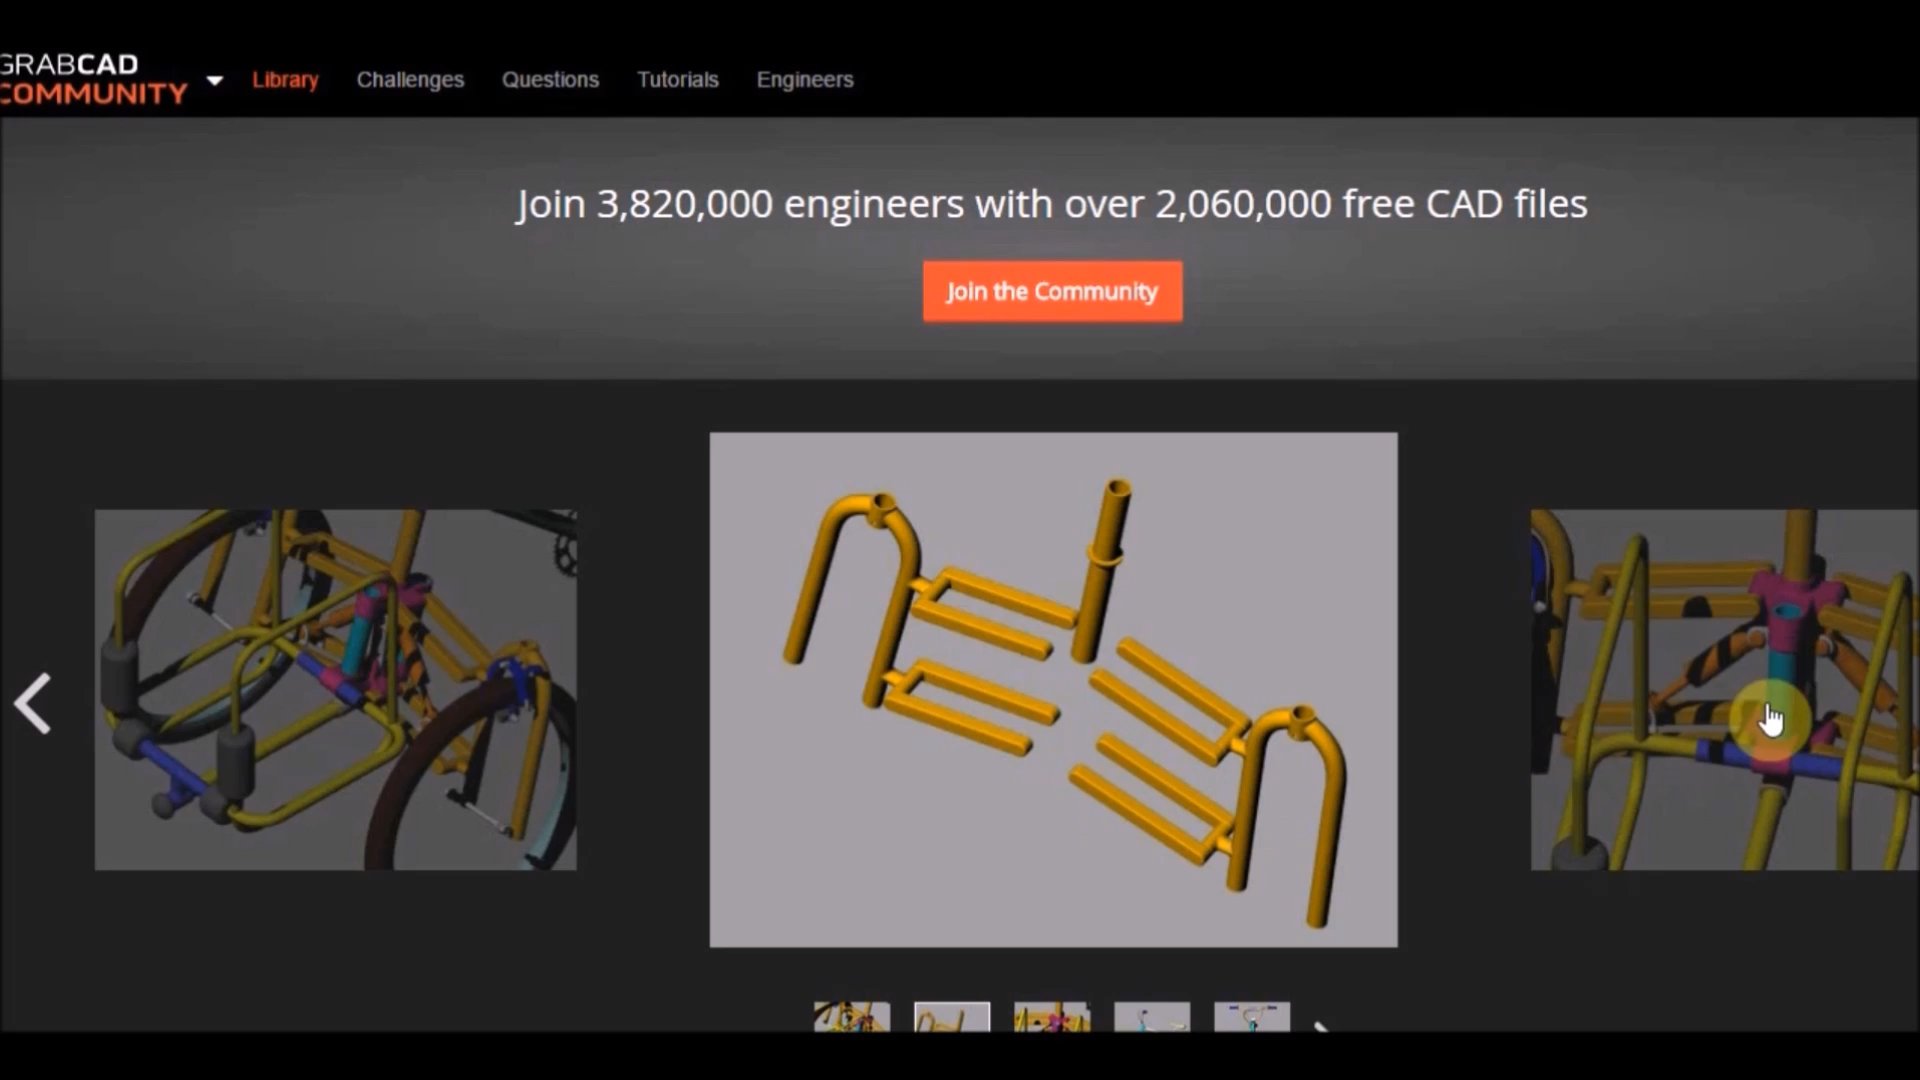 GRABCAD
COMMUNITY
Library Challenges Questions Tutorials Engineers
Join 3,820,000 engineers with over 2,060,000 free CAD files
Join the Community